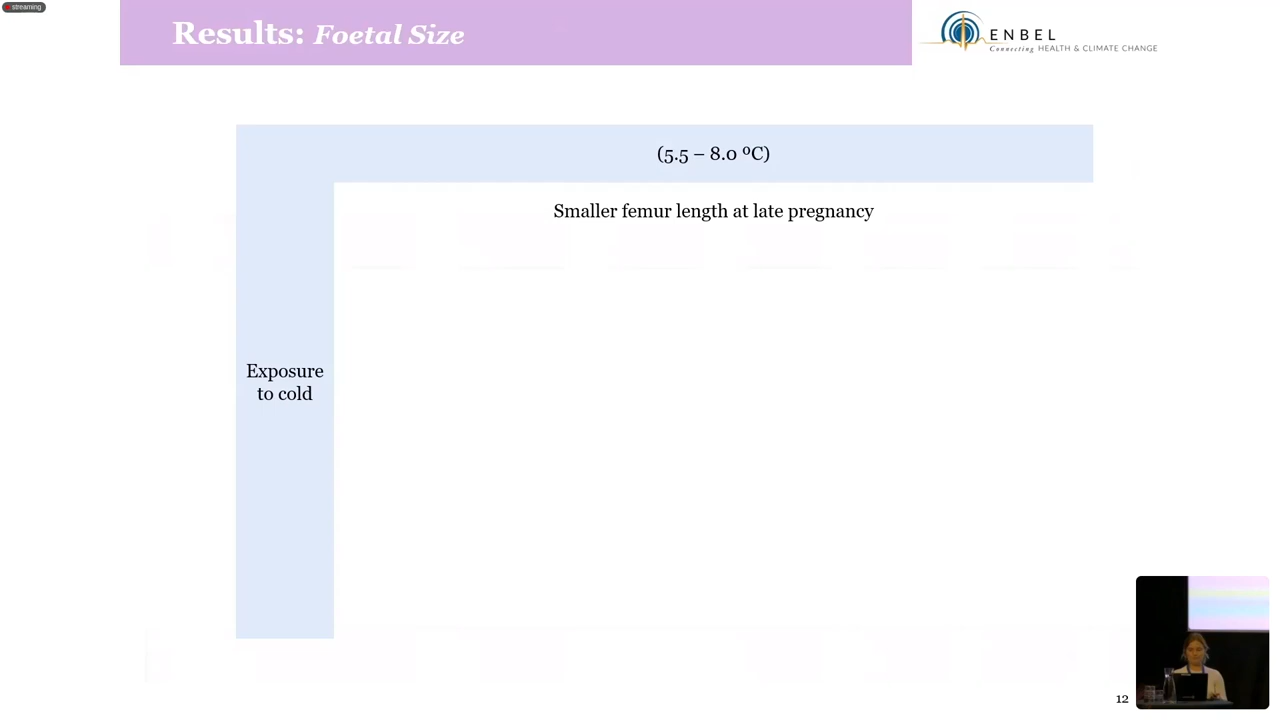 streaming
Results: Foetal Size
ENBEL
Connecting HEALTH & CLIMATE CHANGE
(5.5 – 8.0 ºC)
Smaller femur length at late pregnancy
Exposure
to cold
12